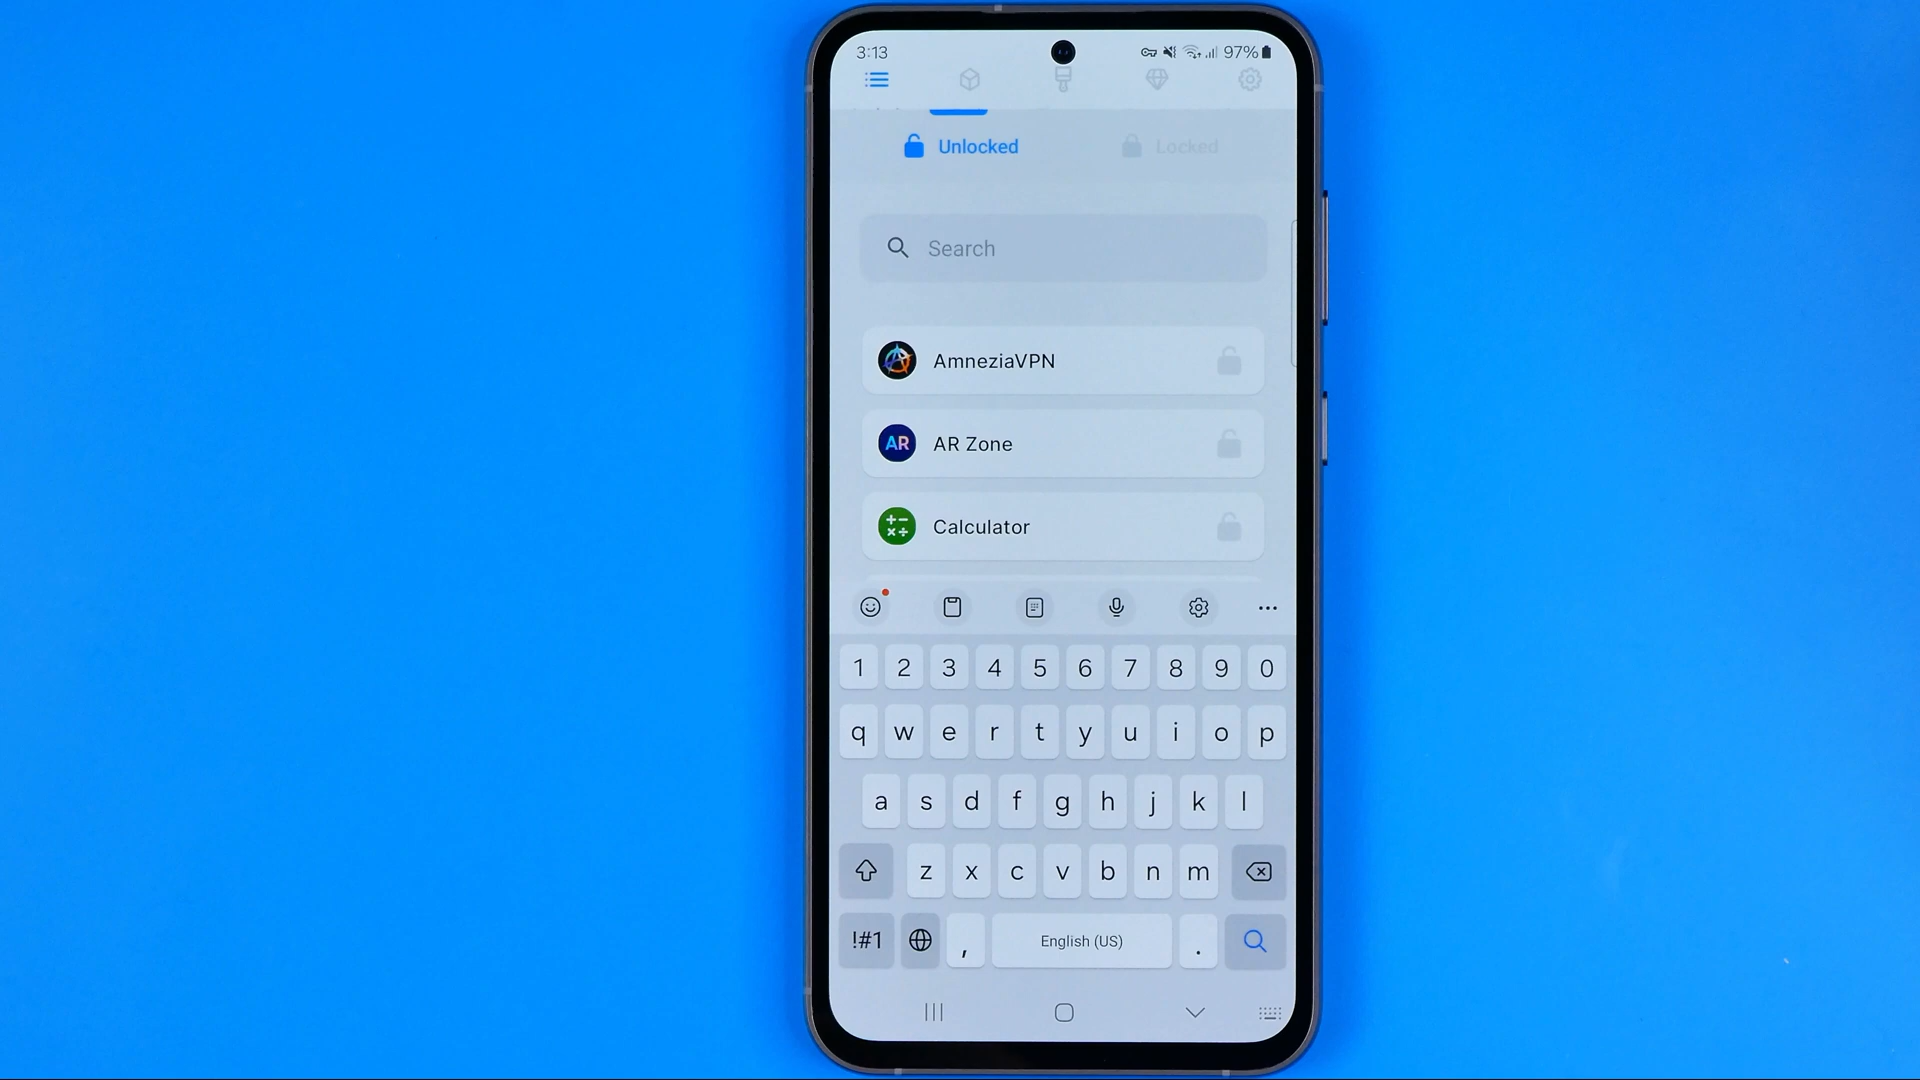 3:13 97%
Unlocked Locked
Search
AmneziaVPN
AR AR Zone
Calculator
1 2 3 4 5 6 7 8 9 0
q w e r t y u i o p
a s d f g h j k l
z x c v b n m
!#1 , English (US) .